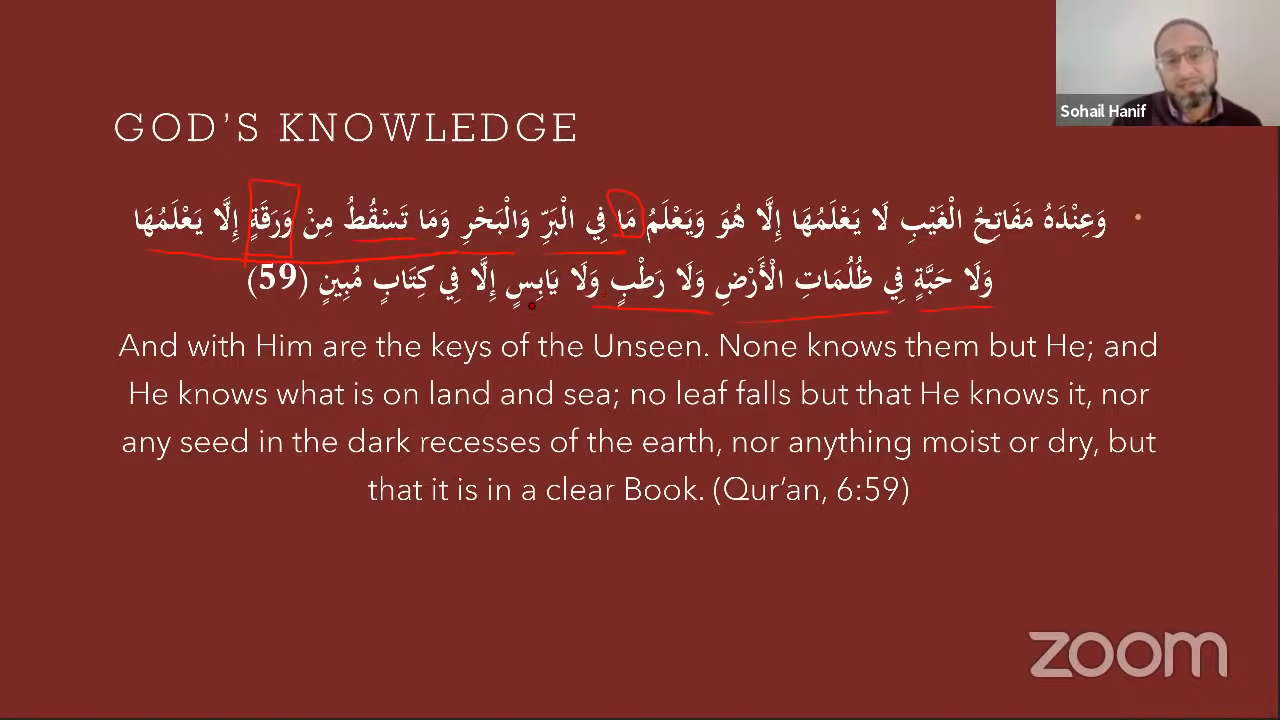 Sohail Hanif
GOD'S KNOWLEDGE
• وَعِنْدَهُ مَفَاتِحُ الْغَيْبِ لَا يَعْلَمُهَا إِلَّا هُوَ وَيَعْلَمُ مَا فِي الْبَرِّ وَالْبَحْرِ وَمَا تَسْقُطُ مِنْ وَرَقَةٍ إِلَّا يَعْلَمُهَا
وَلَا حَبَّةٍ فِي ظُلُمَاتِ الْأَرْضِ وَلَا رَطْبٍ وَلَا يَابِسٍ إِلَّا فِي كِتَابٍ مُبِينٍ (59)
And with Him are the keys of the Unseen. None knows them but He; and
He knows what is on land and sea; no leaf falls but that He knows it, nor
any seed in the dark recesses of the earth, nor anything moist or dry, but
that it is in a clear Book. (Qur'an, 6:59)
zoom